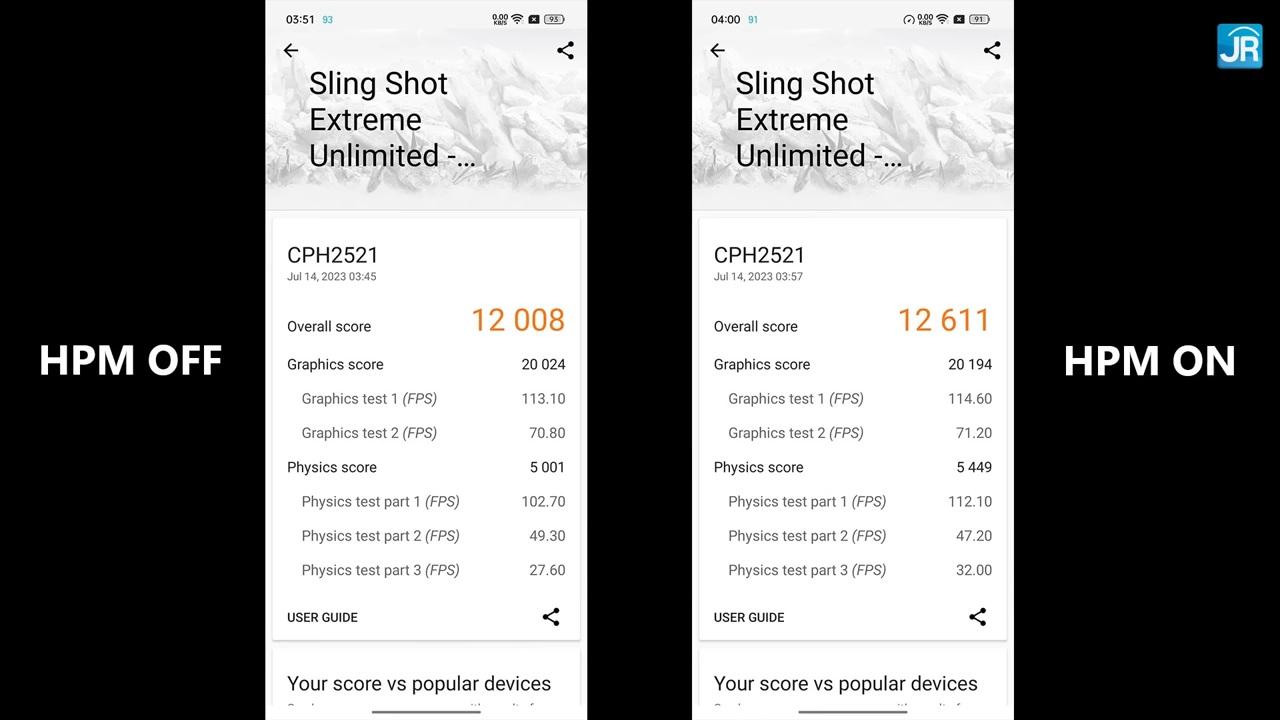 03:51 93 0.00 KB/S 93
Sling Shot
Extreme
Unlimited -...
CPH2521
Jul 14, 2023 03:45
Overall score 12 008
Graphics score 20 024
Graphics test 1 (FPS) 113.10
Graphics test 2 (FPS) 70.80
Physics score 5 001
Physics test part 1 (FPS) 102.70
Physics test part 2 (FPS) 49.30
Physics test part 3 (FPS) 27.60
USER GUIDE
Your score vs popular devices
HPM OFF
04:00 91 0.00 KB/S 91
Sling Shot
Extreme
Unlimited -...
CPH2521
Jul 14, 2023 03:57
Overall score 12 611
Graphics score 20 194
Graphics test 1 (FPS) 114.60
Graphics test 2 (FPS) 71.20
Physics score 5 449
Physics test part 1 (FPS) 112.10
Physics test part 2 (FPS) 47.20
Physics test part 3 (FPS) 32.00
USER GUIDE
Your score vs popular devices
HPM ON
JR